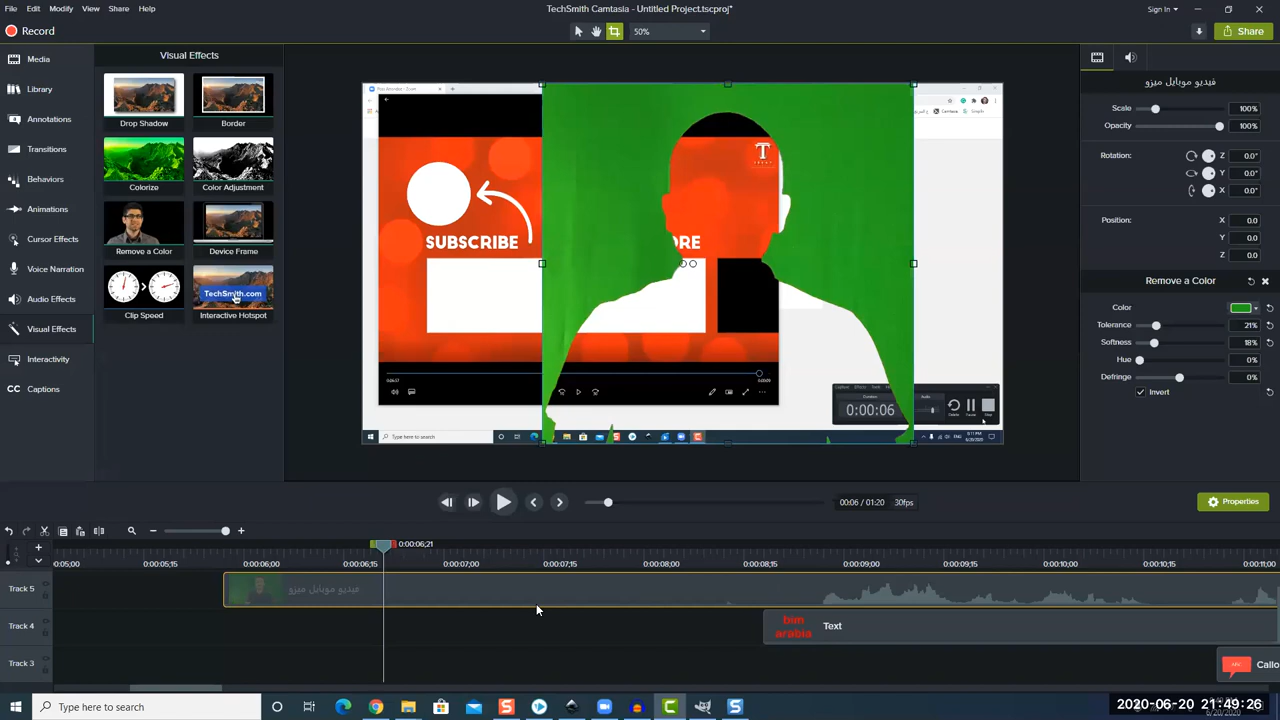 File Edit Modify View Share Help
TechSmith Camtasia - Untitled Project.tscproj*
Sign In
Record
50%
Share
Media
Library
Annotations
Transitions
Behaviors
Animations
Cursor Effects
Voice Narration
Audio Effects
Visual Effects
Interactivity
CC Captions
Visual Effects
Drop Shadow Border
Colorize Color Adjustment
Remove a Color Device Frame
TechSmith.com
Clip Speed Interactive Hotspot
T
SUBSCRIBE
ORE
0:00:06
Type here to search
فيديو موبايل ميزو
Scale 100%
Opacity 100%
Rotation: Z 0.0°
Y 0.0°
X 0.0°
Position: X 0.0
Y 0.0
Z 0.0
Remove a Color
Color
Tolerance 21%
Softness 18%
Hue 0%
Defringe 0%
Invert
00:06 / 01:20 30fps
Properties
0:00:06;21
0:00:05;15 0:00:06;00 0:00:06;15 0:00:07;00 0:00:07;15 0:00:08;00 0:00:08;15 0:00:09;00 0:00:09;15 0:00:10;00 0:00:10;15 0:00:11;00
Track 5
فيديو موبايل ميزو
Track 4
bim
arabia
Text
Track 3
ABC
Type here to search
2020-06-20 21:49:26